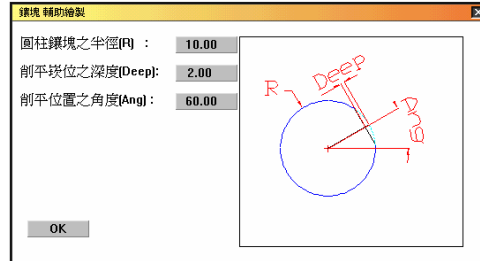 鑲塊 輔助繪製
圓柱鑲塊之半徑(R) : 10.00
削平崁位之深度(Deep): 2.00
削平位置之角度(Ang) : 60.00
OK
Deep
R
D
Ang